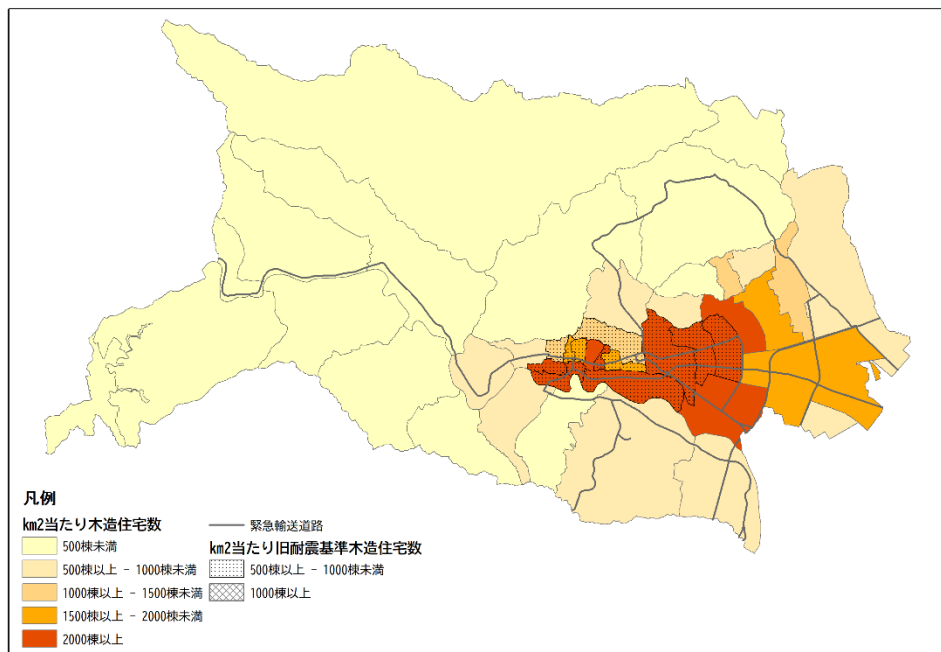 凡例
km2当たり木造住宅数
500棟未満
500棟以上 - 1000棟未満
1000棟以上 - 1500棟未満
1500棟以上 - 2000棟未満
2000棟以上
緊急輸送道路
km2当たり旧耐震基準木造住宅数
500棟以上 - 1000棟未満
1000棟以上